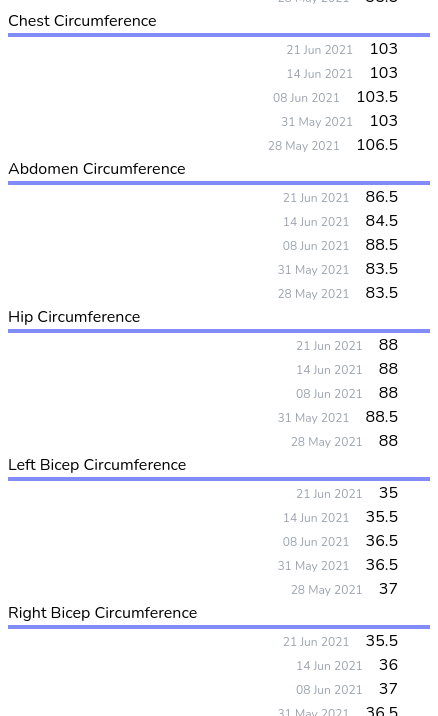 Chest Circumference
21 Jun 2021 103
14 Jun 2021 103
08 Jun 2021 103.5
31 May 2021 103
28 May 2021 106.5
Abdomen Circumference
21 Jun 2021 86.5
14 Jun 2021 84.5
08 Jun 2021 88.5
31 May 2021 83.5
28 May 2021 83.5
Hip Circumference
21 Jun 2021 88
14 Jun 2021 88
08 Jun 2021 88
31 May 2021 88.5
28 May 2021 88
Left Bicep Circumference
21 Jun 2021 35
14 Jun 2021 35.5
08 Jun 2021 36.5
31 May 2021 36.5
28 May 2021 37
Right Bicep Circumference
21 Jun 2021 35.5
14 Jun 2021 36
08 Jun 2021 37
31 May 2021 36.5